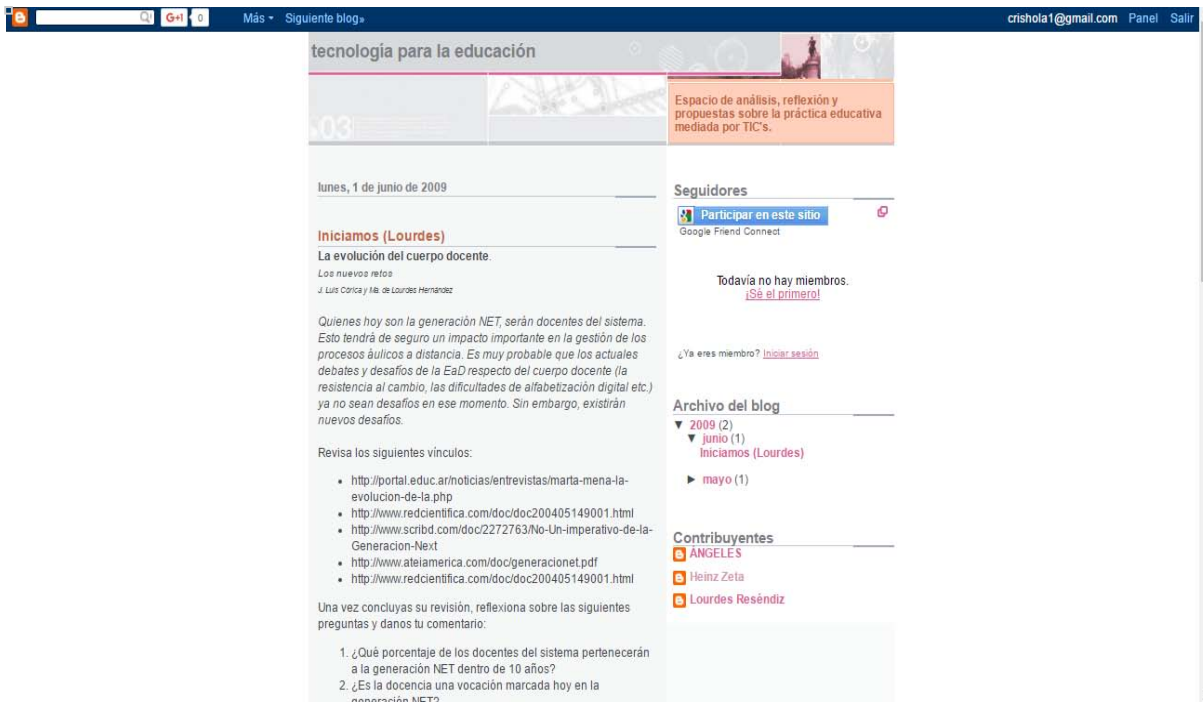 G+1 0 Más Siguiente blog» crishola1@gmail.com Panel Salir
tecnología para la educación
Espacio de análisis, reflexión y
propuestas sobre la práctica educativa
mediada por TIC's.
03
lunes, 1 de junio de 2009
Iniciamos (Lourdes)
La evolución del cuerpo docente.
Los nuevos retos
J. Luis Córica y Ma. de Lourdes Hernández
Quienes hoy son la generación NET, serán docentes del sistema.
Esto tendrá de seguro un impacto importante en la gestión de los
procesos áulicos a distancia. Es muy probable que los actuales
debates y desafíos de la EaD respecto del cuerpo docente (la
resistencia al cambio, las dificultades de alfabetización digital etc.)
ya no sean desafíos en ese momento. Sin embargo, existirán
nuevos desafíos.
Revisa los siguientes vínculos:
• http://portal.educ.ar/noticias/entrevistas/marta-mena-la-
evolucion-de-la.php
• http://www.redcientifica.com/doc/doc200405149001.html
• http://www.scribd.com/doc/2272763/No-Un-imperativo-de-la-
Generacion-Next
• http://www.ateiamerica.com/doc/generacionet.pdf
• http://www.redcientifica.com/doc/doc200405149001.html
Una vez concluyas su revisión, reflexiona sobre las siguientes
preguntas y danos tu comentario:
1. ¿Qué porcentaje de los docentes del sistema pertenecerán
a la generación NET dentro de 10 años?
2. ¿Es la docencia una vocación marcada hoy en la
generación NET?
Seguidores
Participar en este sitio
Google Friend Connect
Todavía no hay miembros.
¡Sé el primero!
¿Ya eres miembro? Iniciar sesión
Archivo del blog
▼ 2009 (2)
▼ junio (1)
Iniciamos (Lourdes)
► mayo (1)
Contribuyentes
ÁNGELES
Heinz Zeta
Lourdes Reséndiz